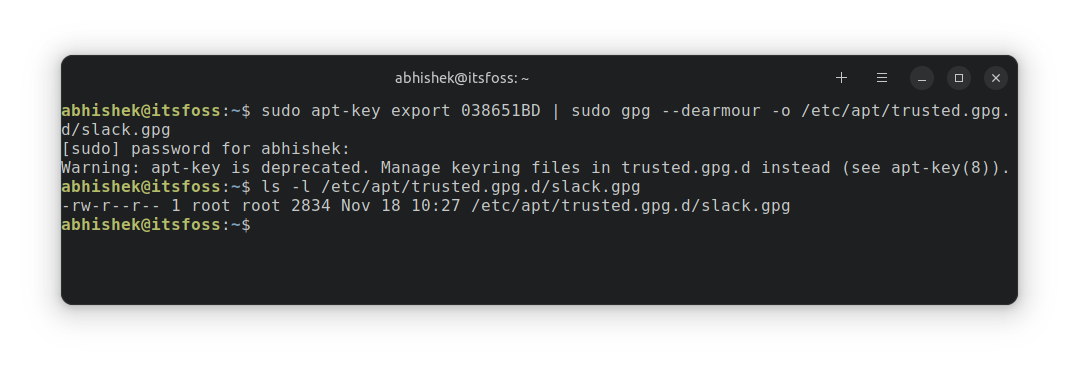 abhishek@itsfoss: ~
abhishek@itsfoss:~$ sudo apt-key export 038651BD | sudo gpg --dearmour -o /etc/apt/trusted.gpg.
d/slack.gpg
[sudo] password for abhishek:
Warning: apt-key is deprecated. Manage keyring files in trusted.gpg.d instead (see apt-key(8)).
abhishek@itsfoss:~$ ls -l /etc/apt/trusted.gpg.d/slack.gpg
-rw-r--r-- 1 root root 2834 Nov 18 10:27 /etc/apt/trusted.gpg.d/slack.gpg
abhishek@itsfoss:~$